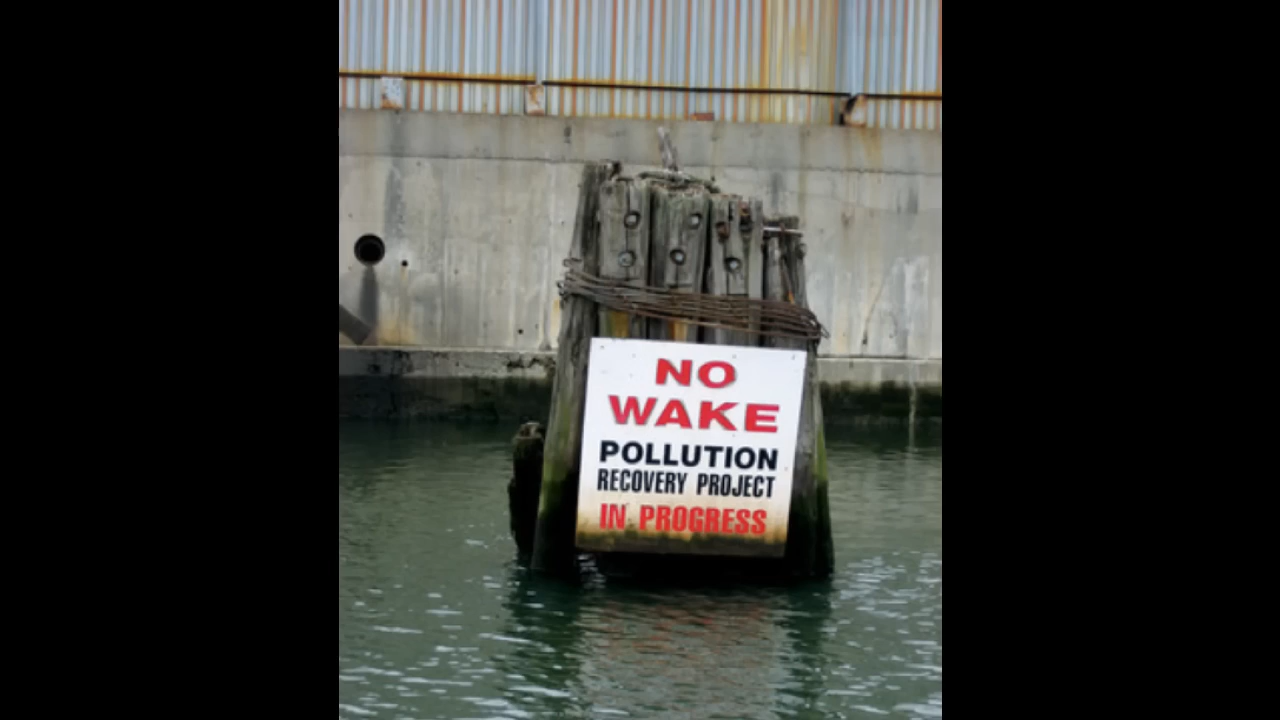 NO
WAKE
POLLUTION
RECOVERY PROJECT
IN PROGRESS